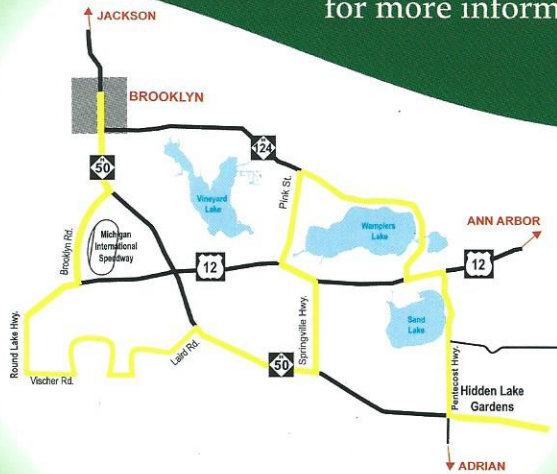 for more inform
JACKSON
BROOKLYN
M
124
M
50
Vineyard
Lake
Pink St.
Wamplers
Lake
ANN ARBOR
Brooklyn Rd.
Michigan
International
Speedway
12
12
Round Lake Hwy.
Springville Hwy.
Sand
Lake
Laird Rd.
Vischer Rd.
M
50
Pentecost Hwy.
Hidden Lake
Gardens
ADRIAN